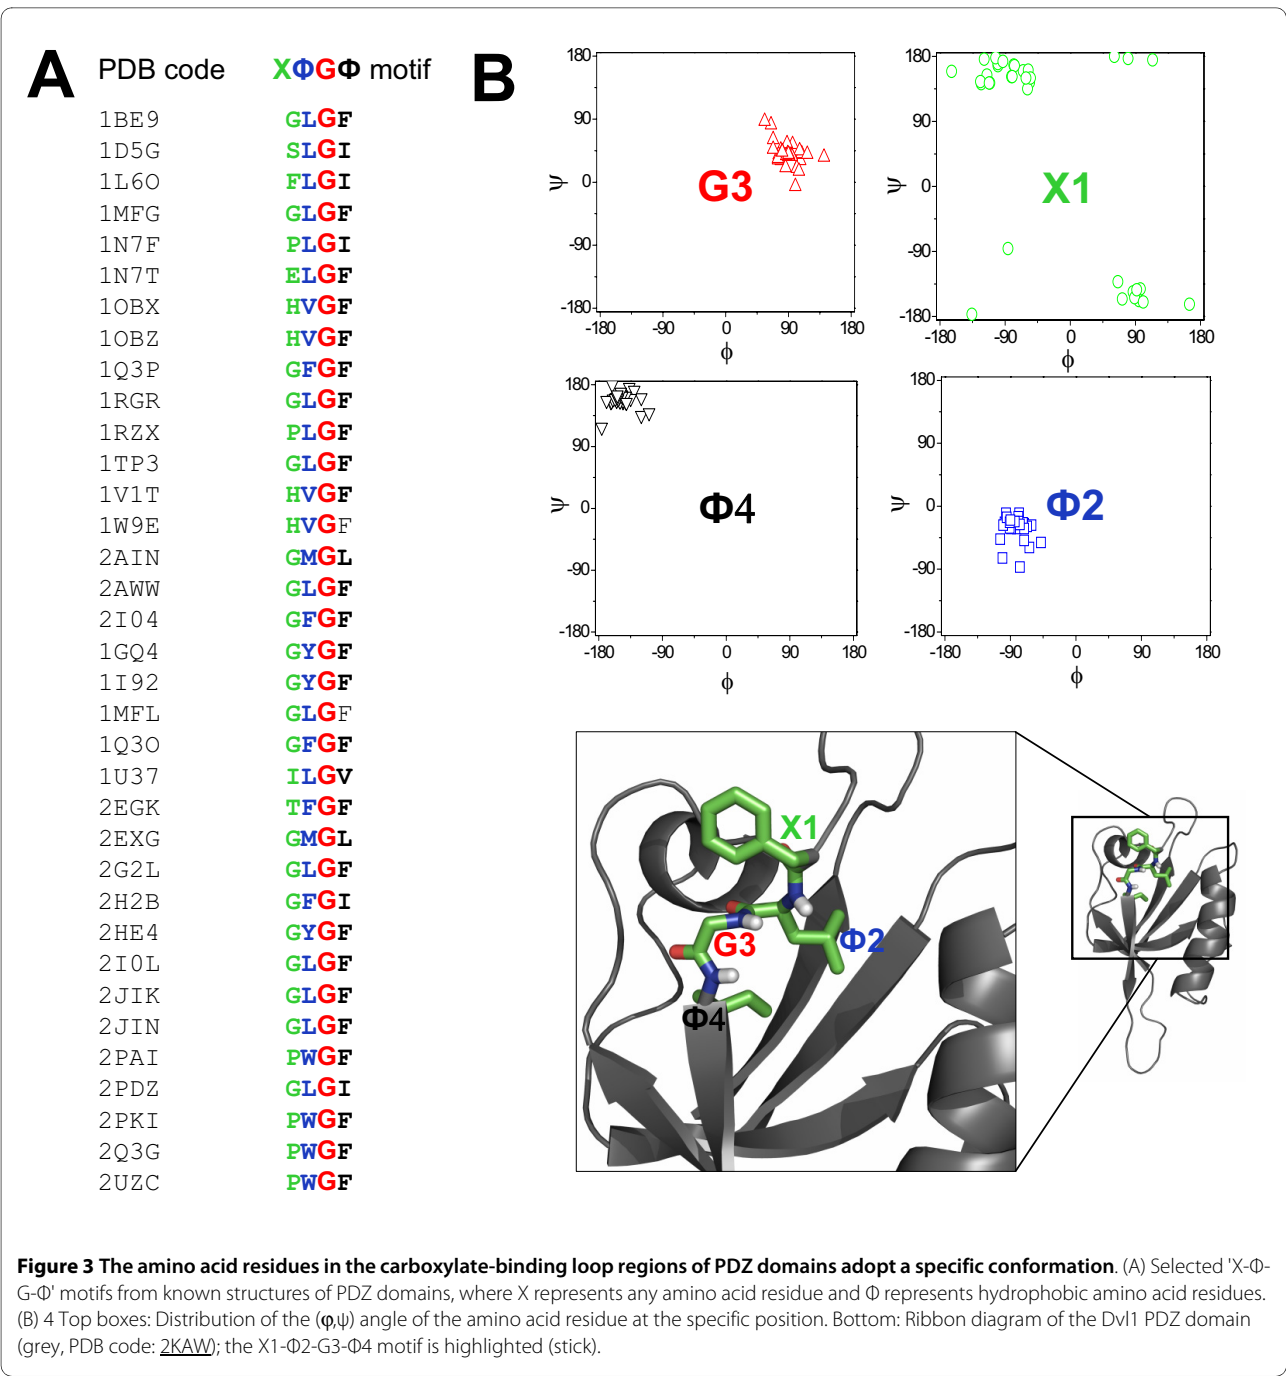 A
PDB code XΦGΦ motif
1BE9 GLGF
1D5G SLGI
1L6O FLGI
1MFG GLGF
1N7F PLGI
1N7T ELGF
1OBX HVGF
1OBZ HVGF
1Q3P GFGF
1RGR GLGF
1RZX PLGF
1TP3 GLGF
1V1T HVGF
1W9E HVGF
2AIN GMGL
2AWW GLGF
2I04 GFGF
1GQ4 GYGF
1I92 GYGF
1MFL GLGF
1Q3O GFGF
1U37 ILGV
2EGK TFGF
2EXG GMGL
2G2L GLGF
2H2B GFGI
2HE4 GYGF
2I0L GLGF
2JIK GLGF
2JIN GLGF
2PAI PWGF
2PDZ GLGI
2PKI PWGF
2Q3G PWGF
2UZC PWGF
B
180
90
0
-90
-180
ψ
G3
-180 -90 0 90 180
ϕ
180
90
0
-90
-180
ψ
X1
-180 -90 0 90 180
ϕ
180
90
0
-90
-180
ψ
Φ4
-180 -90 0 90 180
ϕ
180
90
0
-90
-180
ψ
Φ2
-180 -90 0 90 180
ϕ
X1
Φ2
G3
Φ4
Figure 3 The amino acid residues in the carboxylate-binding loop regions of PDZ domains adopt a specific conformation. (A) Selected 'X-Φ-
G-Φ' motifs from known structures of PDZ domains, where X represents any amino acid residue and Φ represents hydrophobic amino acid residues.
(B) 4 Top boxes: Distribution of the (φ,ψ) angle of the amino acid residue at the specific position. Bottom: Ribbon diagram of the Dvl1 PDZ domain
(grey, PDB code: 2KAW); the X1-Φ2-G3-Φ4 motif is highlighted (stick).